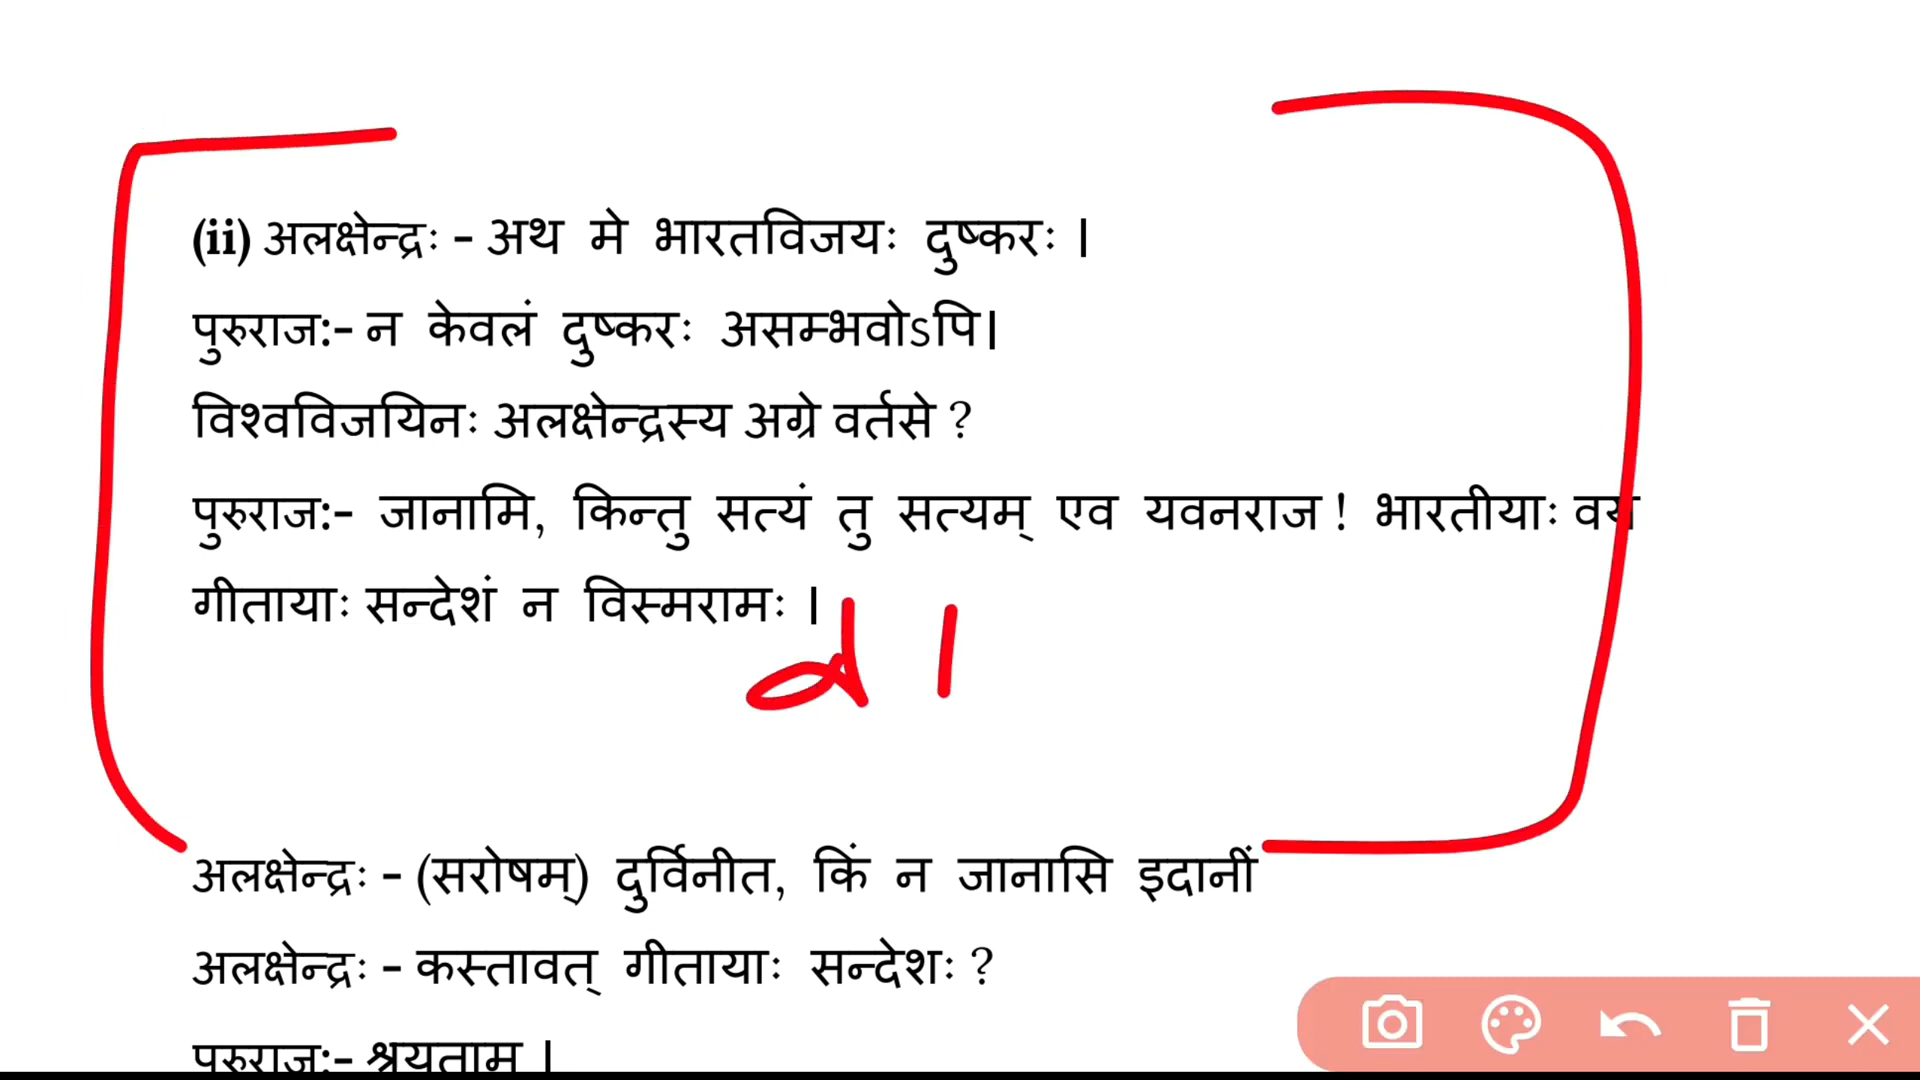 (ii) अलक्षेन्द्रः - अथ मे भारतविजयः दुष्करः ।
पुरुराज:- न केवलं दुष्करः असम्भवोऽपि।
विश्वविजयिनः अलक्षेन्द्रस्य अग्रे वर्तसे ?
पुरुराज:- जानामि, किन्तु सत्यं तु सत्यम् एव यवनराज ! भारतीयाः वयं
गीतायाः सन्देशं न विस्मरामः ।
d |
अलक्षेन्द्रः - (सरोषम्) दुर्विनीत, किं न जानासि इदानीं
अलक्षेन्द्रः - कस्तावत् गीतायाः सन्देशः ?
पुरुराज:- श्रूयताम् ।